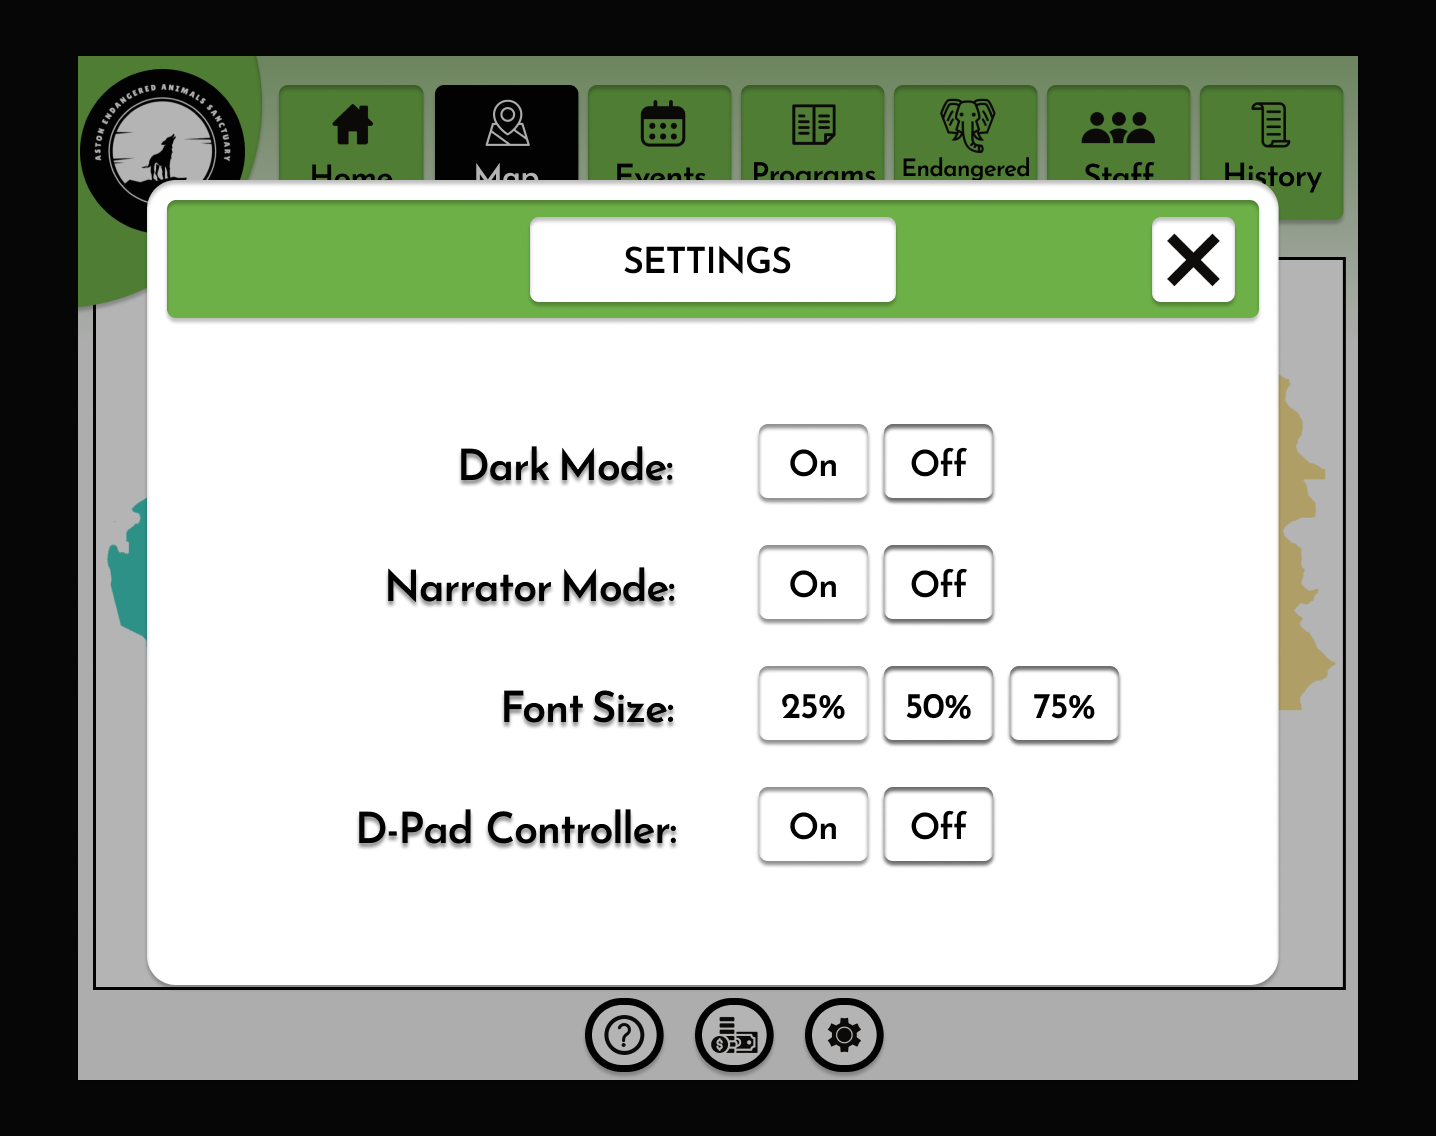 ASTON ENDANGERED ANIMALS SANCTUARY
Home Map Events Programs Endangered Staff History
SETTINGS
Dark Mode: On Off
Narrator Mode: On Off
Font Size: 25% 50% 75%
D-Pad Controller: On Off
?
$